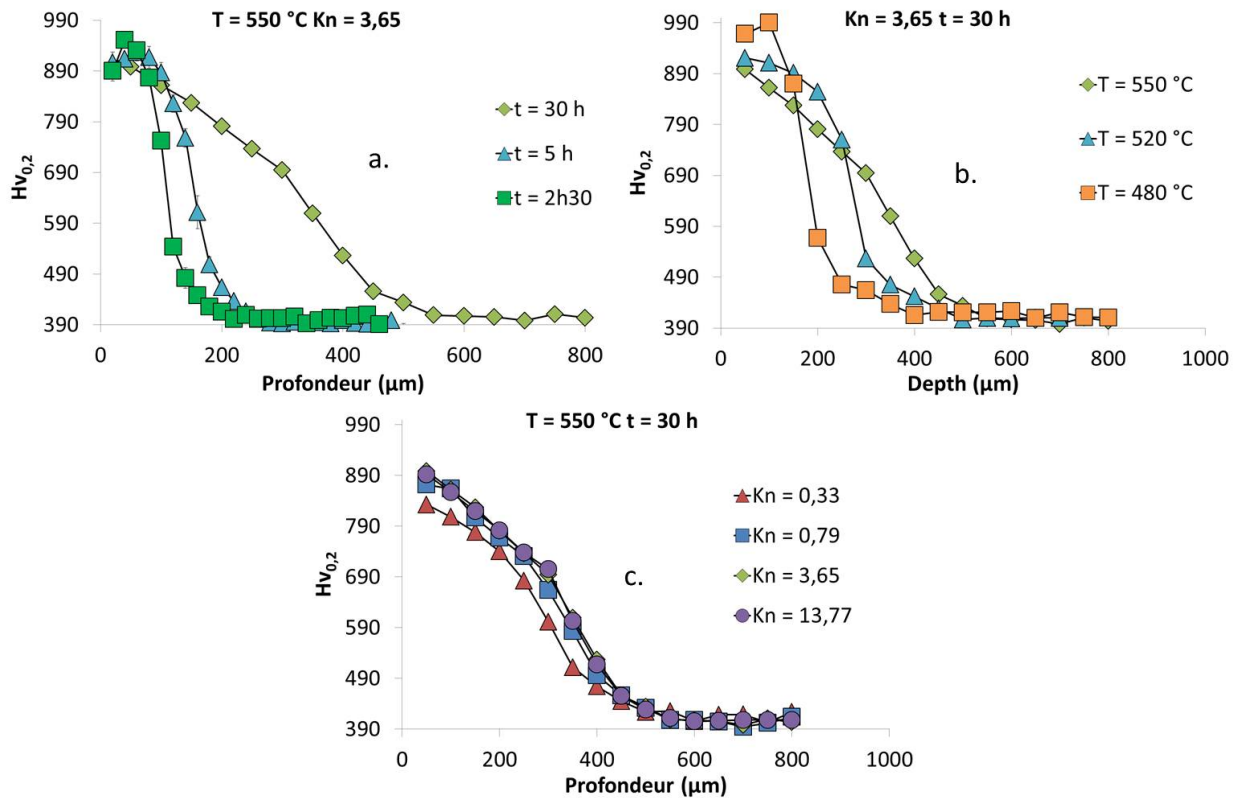 T = 550 °C Kn = 3,65
990
890
790
690
590
490
390
Hv0,2
0 200 400 600 800
Profondeur (µm)
t = 30 h
t = 5 h
t = 2h30
a.
Kn = 3,65 t = 30 h
990
890
790
690
590
490
390
Hv0,2
0 200 400 600 800 1000
Depth (µm)
T = 550 °C
T = 520 °C
T = 480 °C
b.
T = 550 °C t = 30 h
990
890
790
690
590
490
390
Hv0,2
0 200 400 600 800 1000
Profondeur (µm)
Kn = 0,33
Kn = 0,79
Kn = 3,65
Kn = 13,77
c.